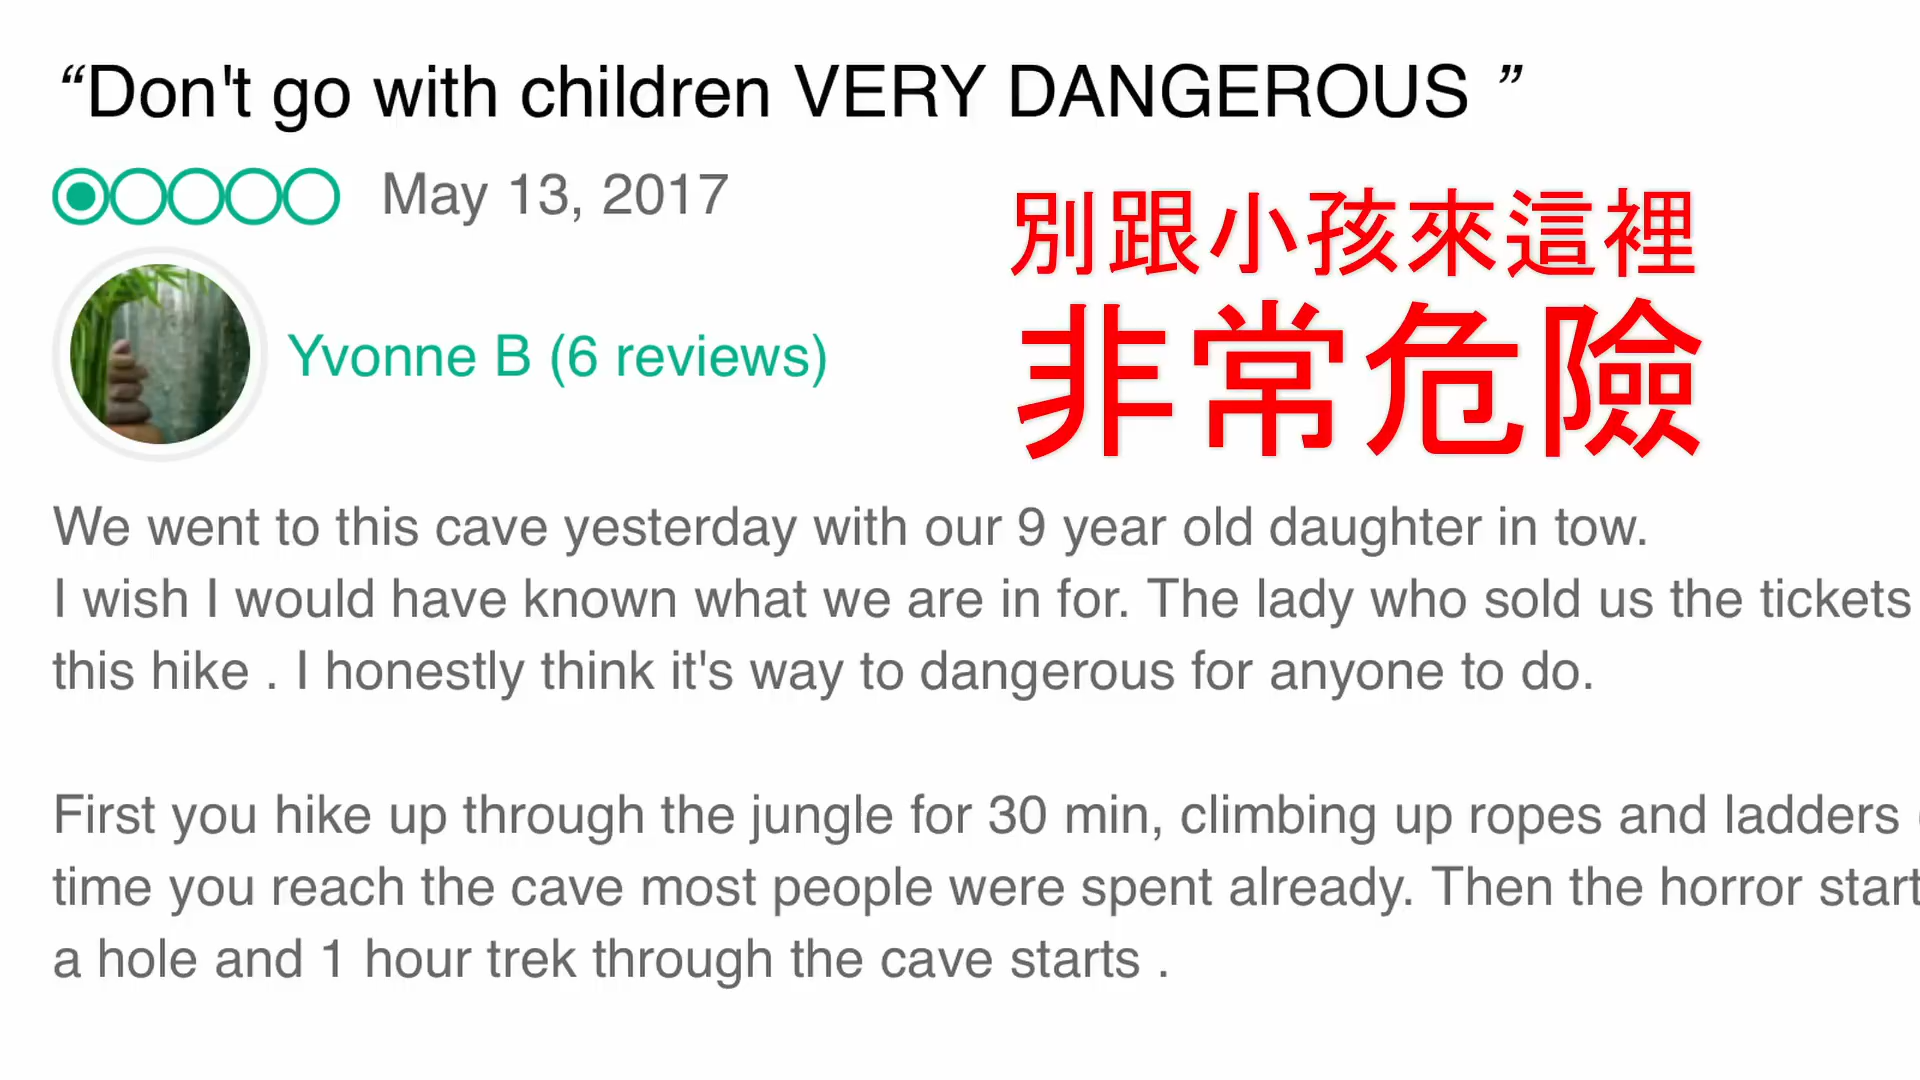 “Don't go with children VERY DANGEROUS ”
May 13, 2017
別跟小孩來這裡
非常危險
Yvonne B (6 reviews)
We went to this cave yesterday with our 9 year old daughter in tow.
I wish I would have known what we are in for. The lady who sold us the tickets
this hike . I honestly think it's way to dangerous for anyone to do.
First you hike up through the jungle for 30 min, climbing up ropes and ladders
time you reach the cave most people were spent already. Then the horror start
a hole and 1 hour trek through the cave starts .